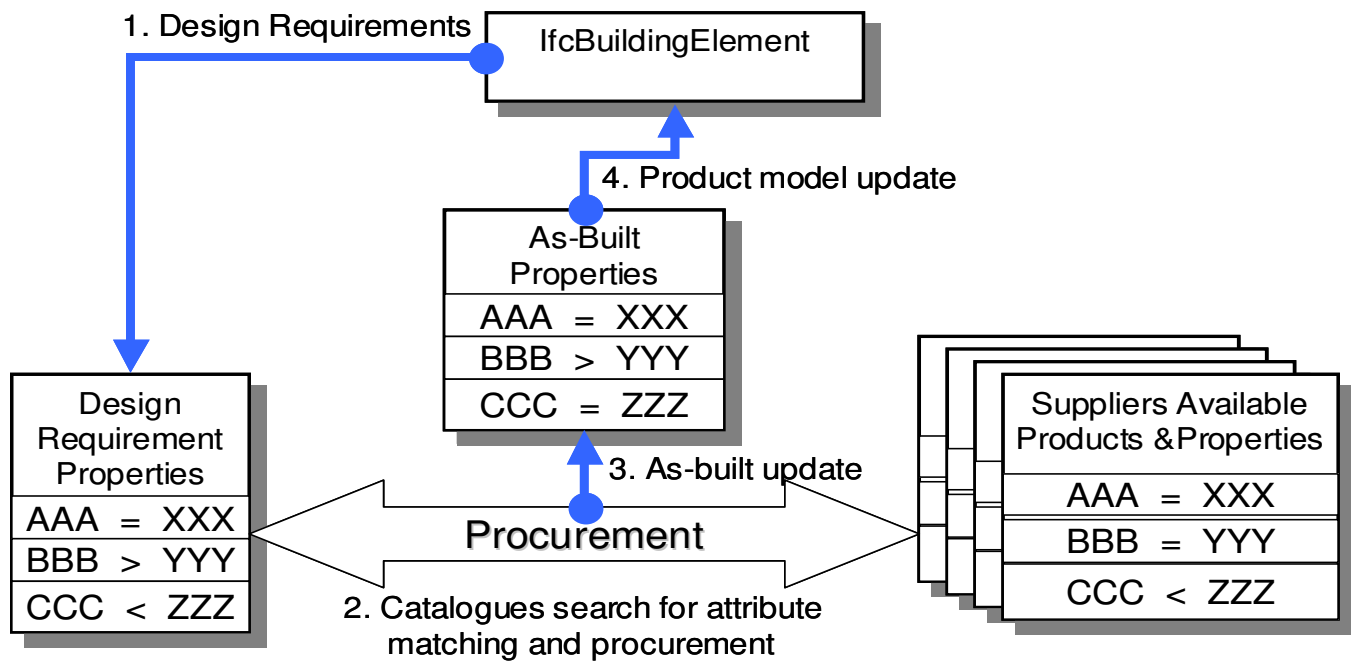 1. Design Requirements
IfcBuildingElement
4. Product model update
As-Built
Properties
AAA = XXX
BBB > YYY
CCC = ZZZ
Design
Requirement
Properties
AAA = XXX
BBB > YYY
CCC < ZZZ
3. As-built update
Procurement
2. Catalogues search for attribute
matching and procurement
Suppliers Available
Products &Properties
AAA = XXX
BBB = YYY
CCC < ZZZ